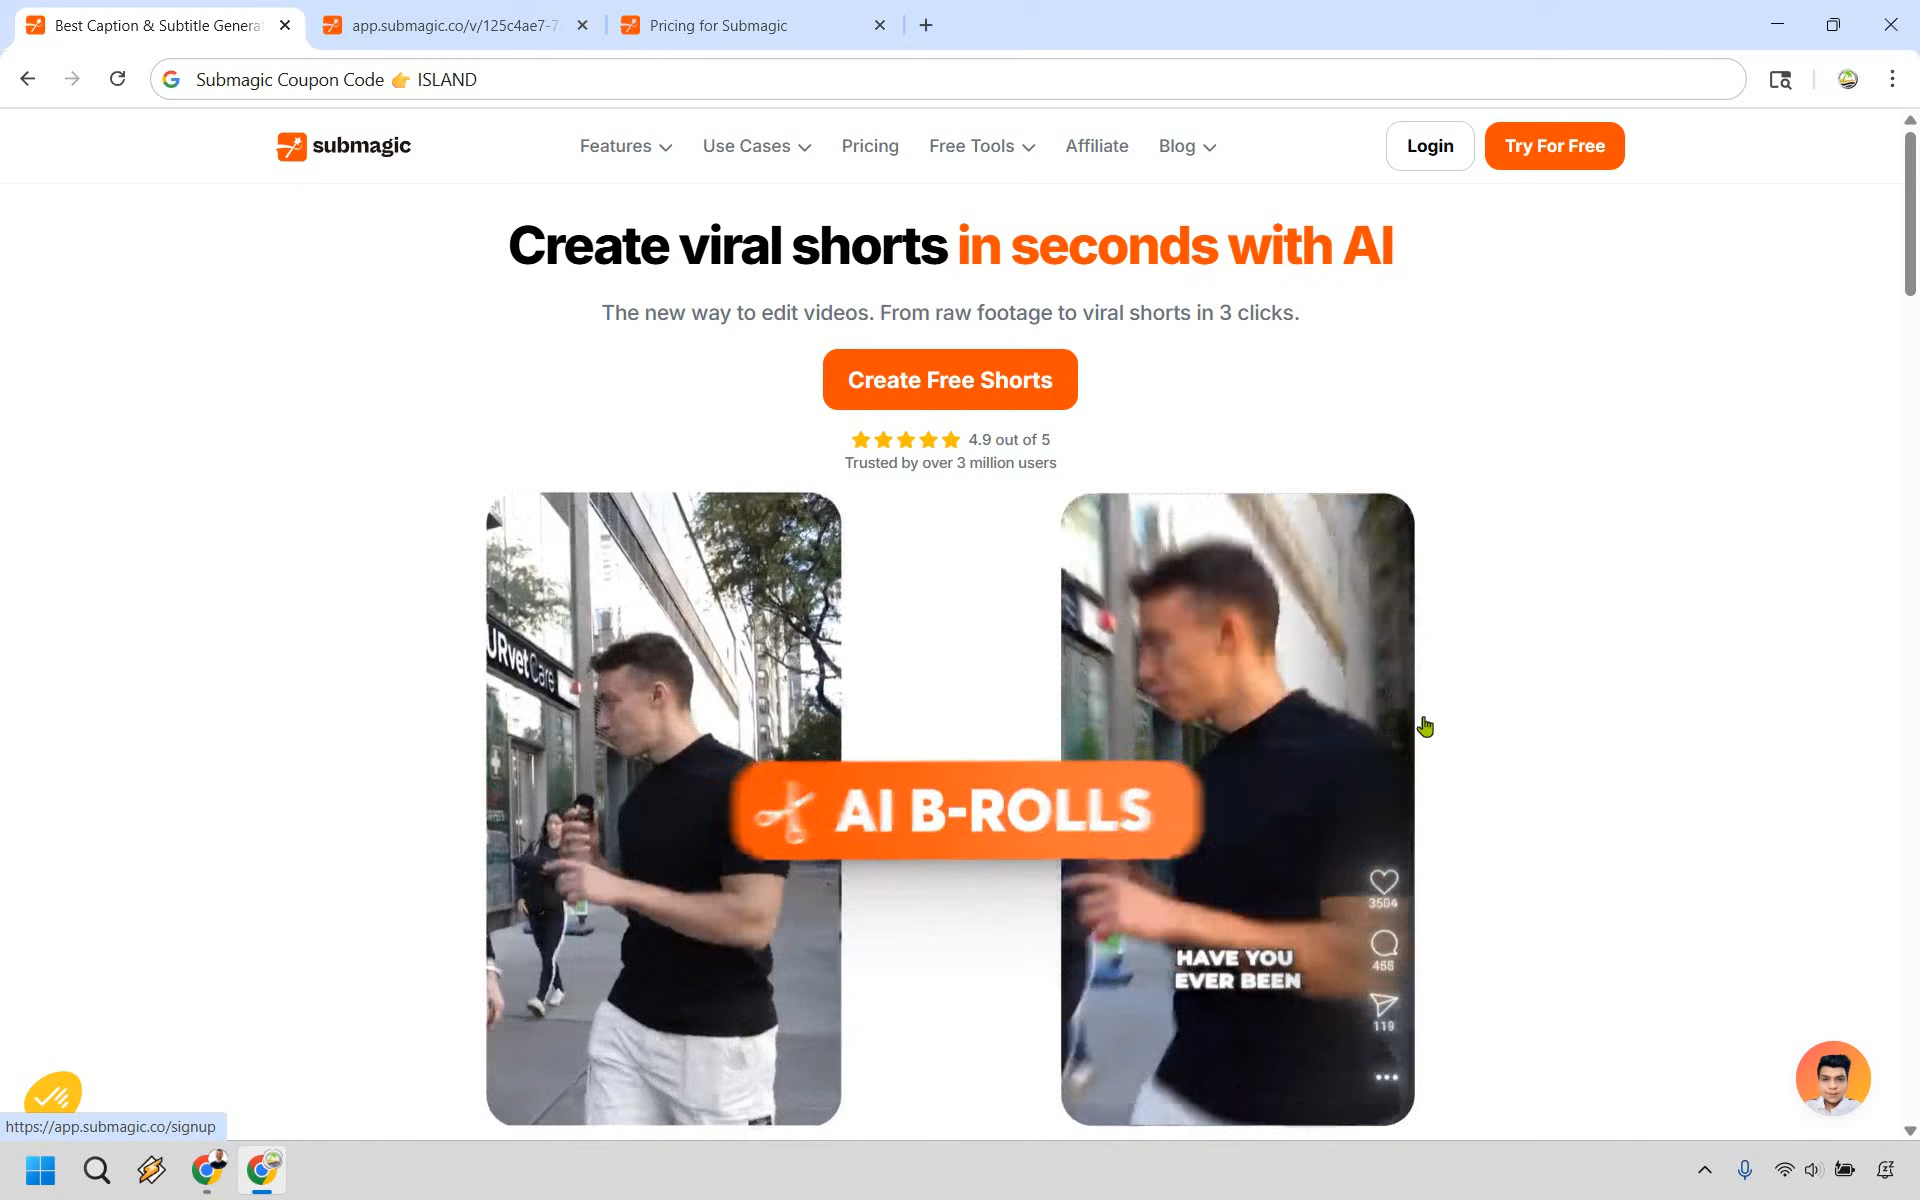 Best Caption & Subtitle Genera
app.submagic.co/v/125c4ae7-7
Pricing for Submagic
Submagic Coupon Code 👉 ISLAND
submagic
Features
Use Cases
Pricing
Free Tools
Affiliate
Blog
Login
Try For Free
Create viral shorts in seconds with AI
The new way to edit videos. From raw footage to viral shorts in 3 clicks.
Create Free Shorts
4.9 out of 5
Trusted by over 3 million users
URvet Care
AI B-ROLLS
HAVE YOU
EVER BEEN
3504
119
https://app.submagic.co/signup